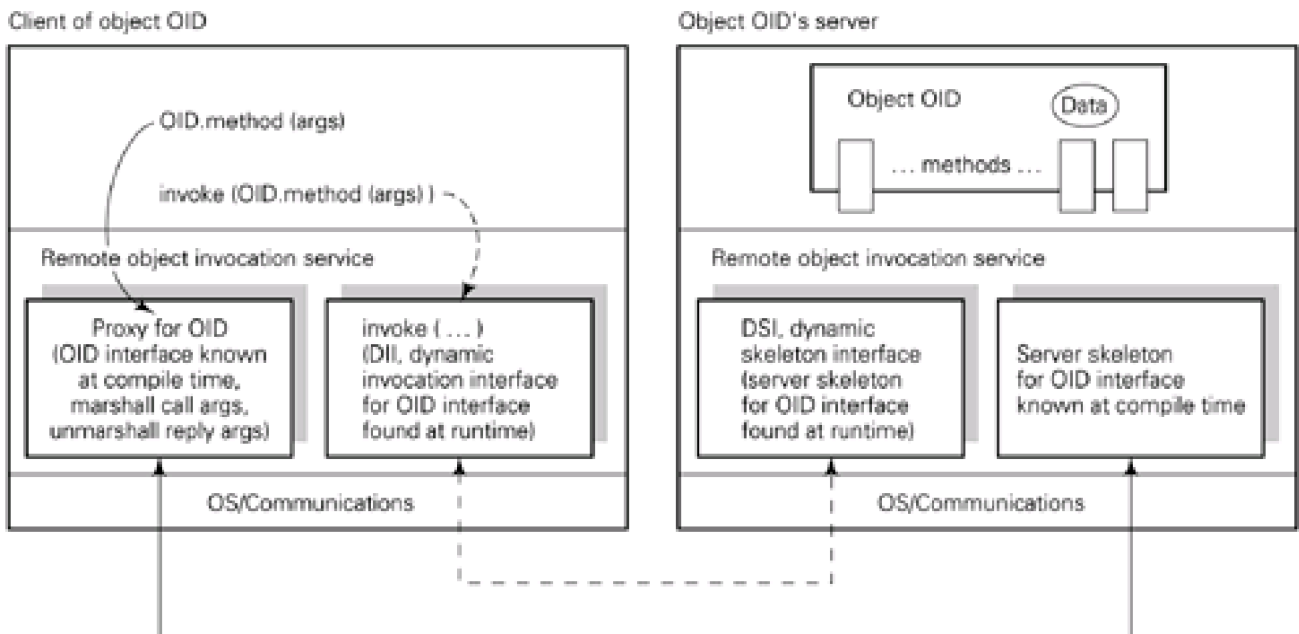 Client of object OID
OID.method (args)
invoke (OID.method (args) )
Remote object invocation service
Proxy for OID
(OID interface known
at compile time,
marshall call args,
unmarshall reply args)
invoke ( ... )
(DII, dynamic
invocation interface
for OID interface
found at runtime)
OS/Communications
Object OID's server
Object OID
Data
... methods ...
Remote object invocation service
DSI, dynamic
skeleton interface
(server skeleton
for OID interface
found at runtime)
Server skeleton
for OID interface
known at compile time
OS/Communications